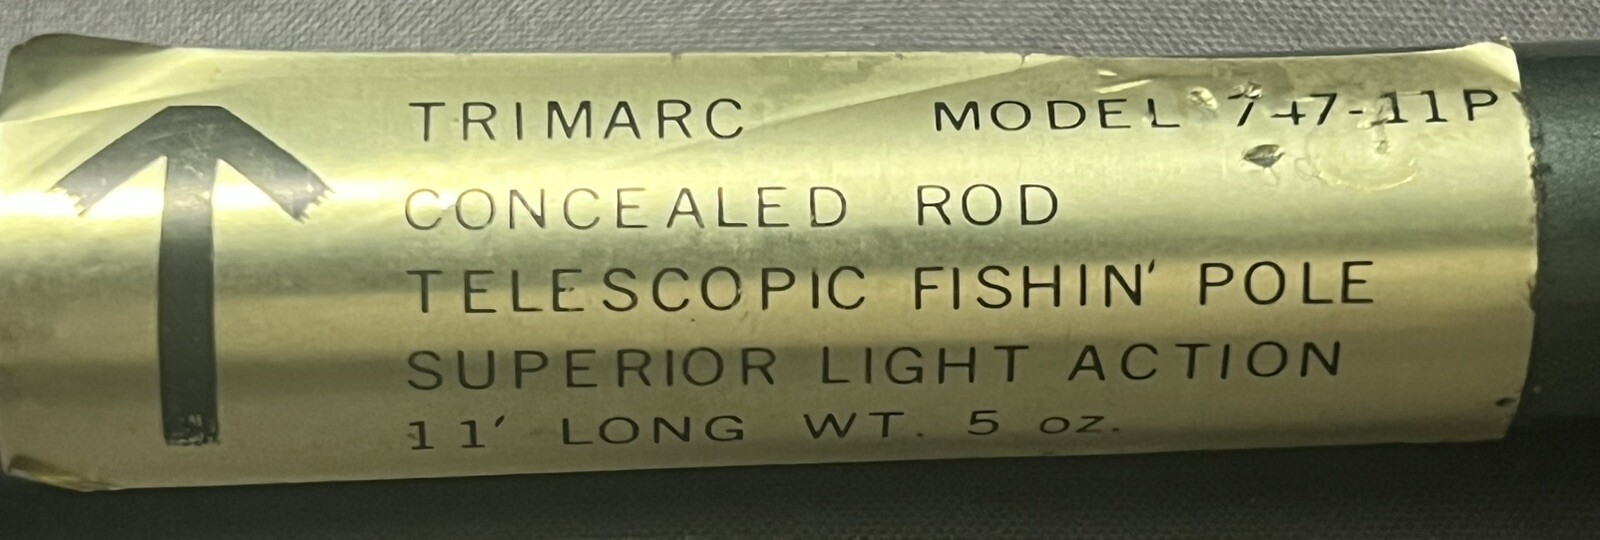 TRIMARC MODEL 747-11P
CONCEALED ROD
TELESCOPIC FISHIN' POLE
SUPERIOR LIGHT ACTION
11' LONG WT. 5 oz.